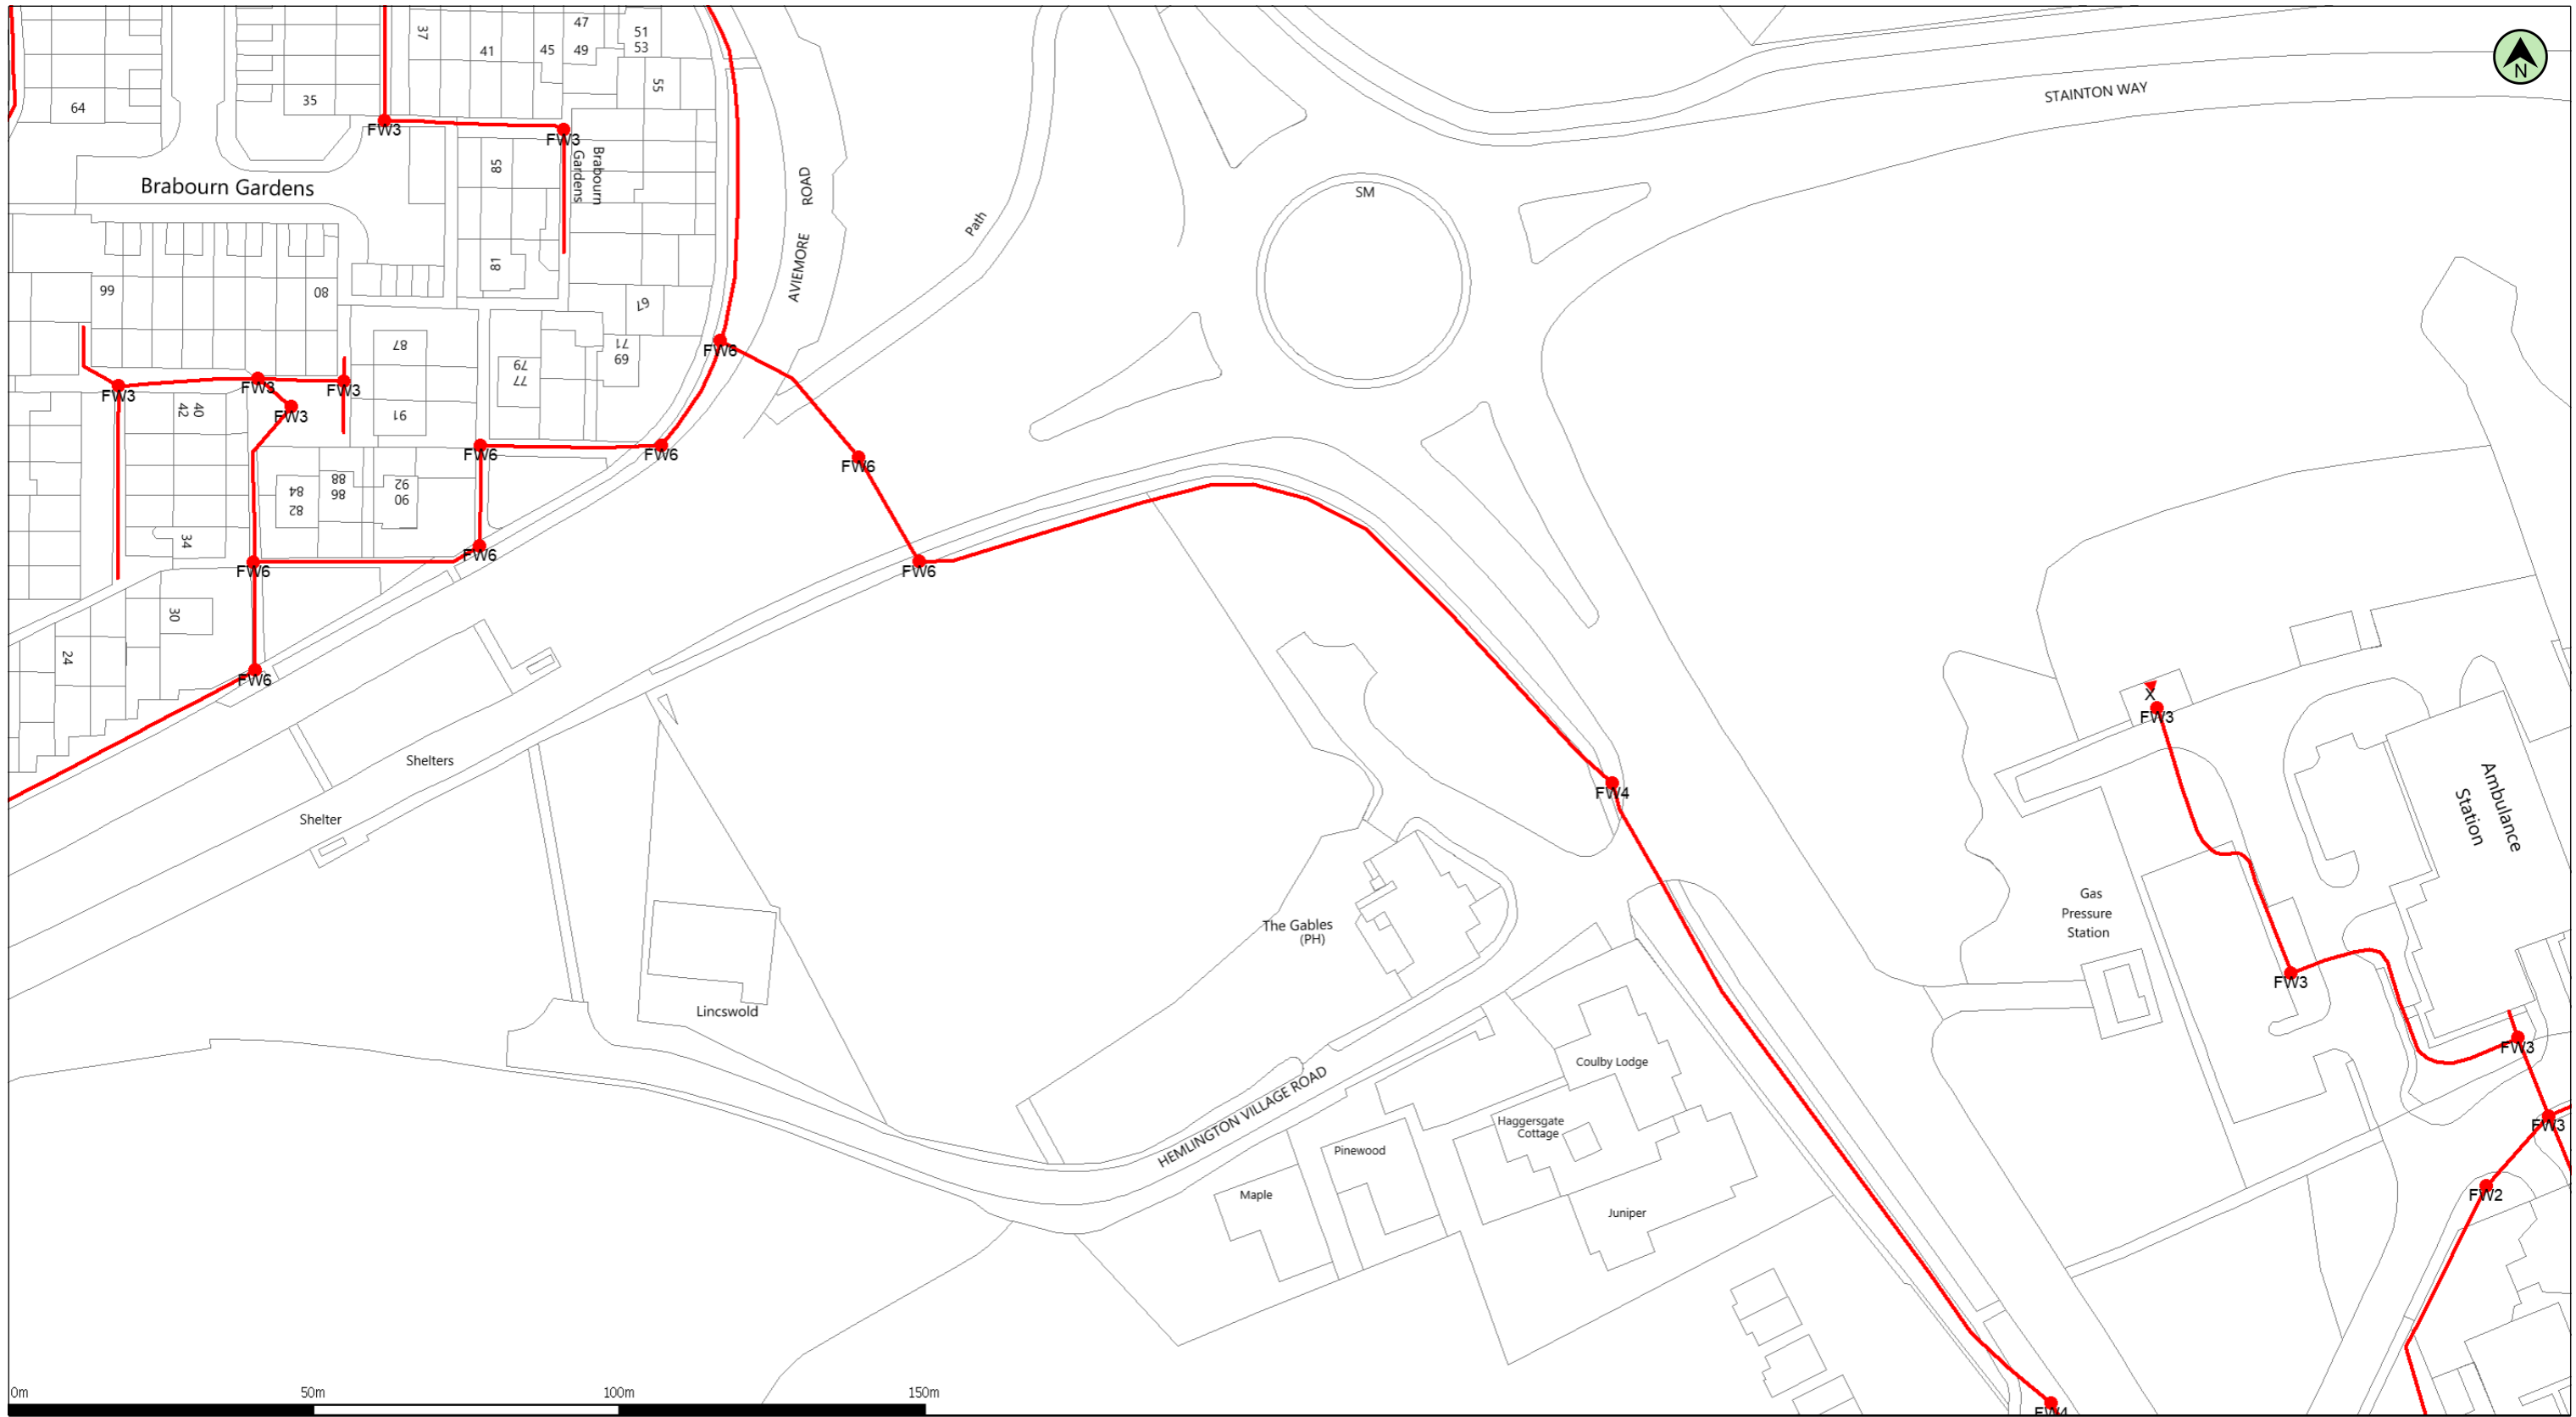 37
47
41
45
49
51
53
55
35
64
N
STAINTON WAY
FW3
FW3
Brabourn
Gardens
85
Brabourn Gardens
SM
ROAD
AVIEMORE
Path
81
66
80
67
87
71
69
79
77
FW6
FW3
FW3
FW3
FW3
42
40
91
FW6
FW6
FW6
84
82
88
86
92
90
34
FW6
FW6
FW6
30
24
FW6
X
FW3
Shelters
Shelter
FW4
Ambulance
Station
Gas
Pressure
Station
The Gables
(PH)
FW3
Lincswold
FW3
Coulby Lodge
HEMLINGTON VILLAGE ROAD
Haggersgate
Cottage
FW3
Pinewood
Maple
FW2
Juniper
0m
50m
100m
150m
FW4